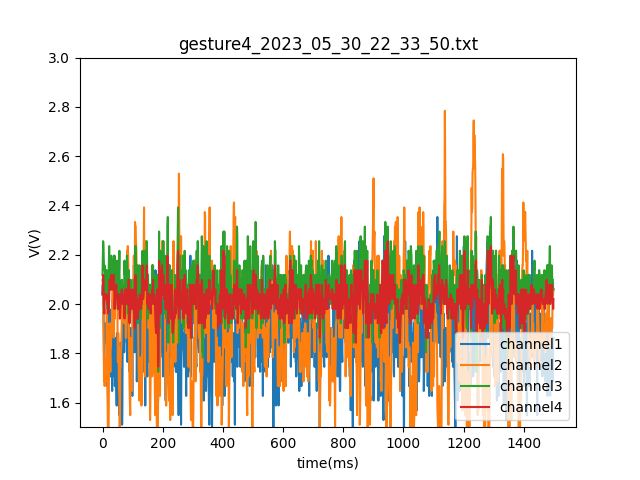 gesture4_2023_05_30_22_33_50.txt
3.0
2.8
2.6
2.4
2.2
2.0
1.8
1.6
V(V)
channel1
channel2
channel3
channel4
0 200 400 600 800 1000 1200 1400
time(ms)